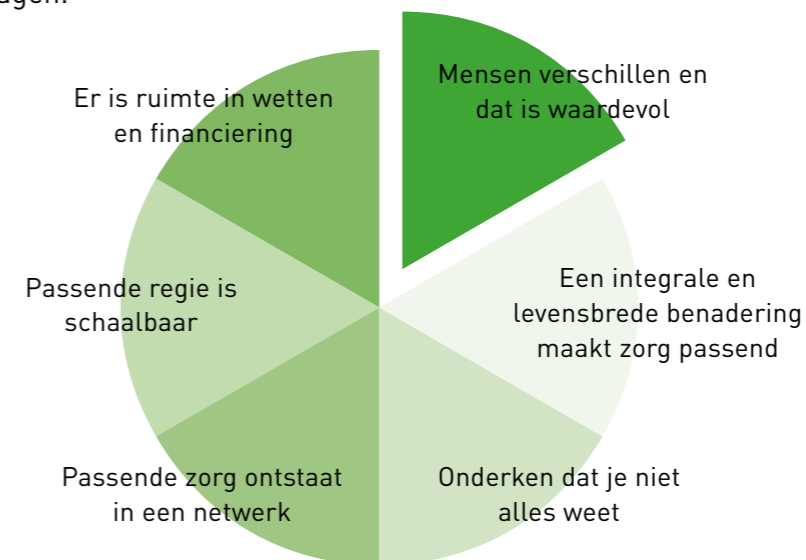 Mensen verschillen en
dat is waardevol
Een integrale en
levensbrede benadering
maakt zorg passend
Onderken dat je niet
alles weet
Passende zorg ontstaat
in een netwerk
Passende regie is
schaalbaar
Er is ruimte in wetten
en financiering